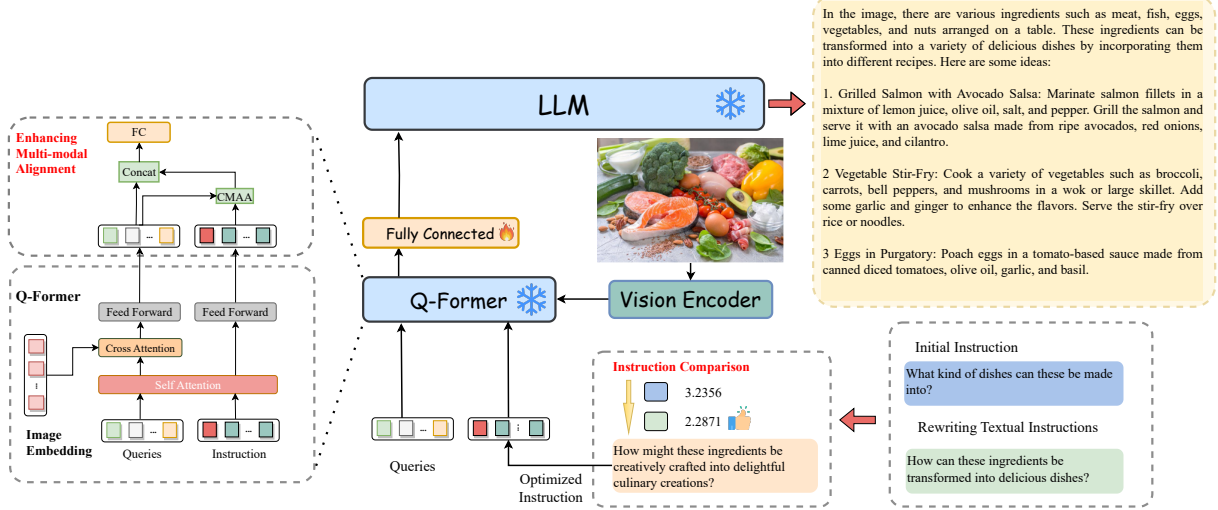 Enhancing
Multi-modal
Alignment
FC
Concat
CMAA
...
...
Q-Former
Feed Forward
Feed Forward
Cross Attention
Self Attention
...
...
...
Image
Embedding
Queries
Instruction
LLM
Fully Connected
Q-Former
Vision Encoder
...
...
Queries
Optimized
Instruction
Instruction Comparison
3.2356
2.2871
How might these ingredients be
creatively crafted into delightful
culinary creations?
Initial Instruction
What kind of dishes can these be made
into?
Rewriting Textual Instructions
How can these ingredients be
transformed into delicious dishes?
In the image, there are various ingredients such as meat, fish, eggs,
vegetables, and nuts arranged on a table. These ingredients can be
transformed into a variety of delicious dishes by incorporating them
into different recipes. Here are some ideas:
1. Grilled Salmon with Avocado Salsa: Marinate salmon fillets in a
mixture of lemon juice, olive oil, salt, and pepper. Grill the salmon and
serve it with an avocado salsa made from ripe avocados, red onions,
lime juice, and cilantro.
2 Vegetable Stir-Fry: Cook a variety of vegetables such as broccoli,
carrots, bell peppers, and mushrooms in a wok or large skillet. Add
some garlic and ginger to enhance the flavors. Serve the stir-fry over
rice or noodles.
3 Eggs in Purgatory: Poach eggs in a tomato-based sauce made from
canned diced tomatoes, olive oil, garlic, and basil.